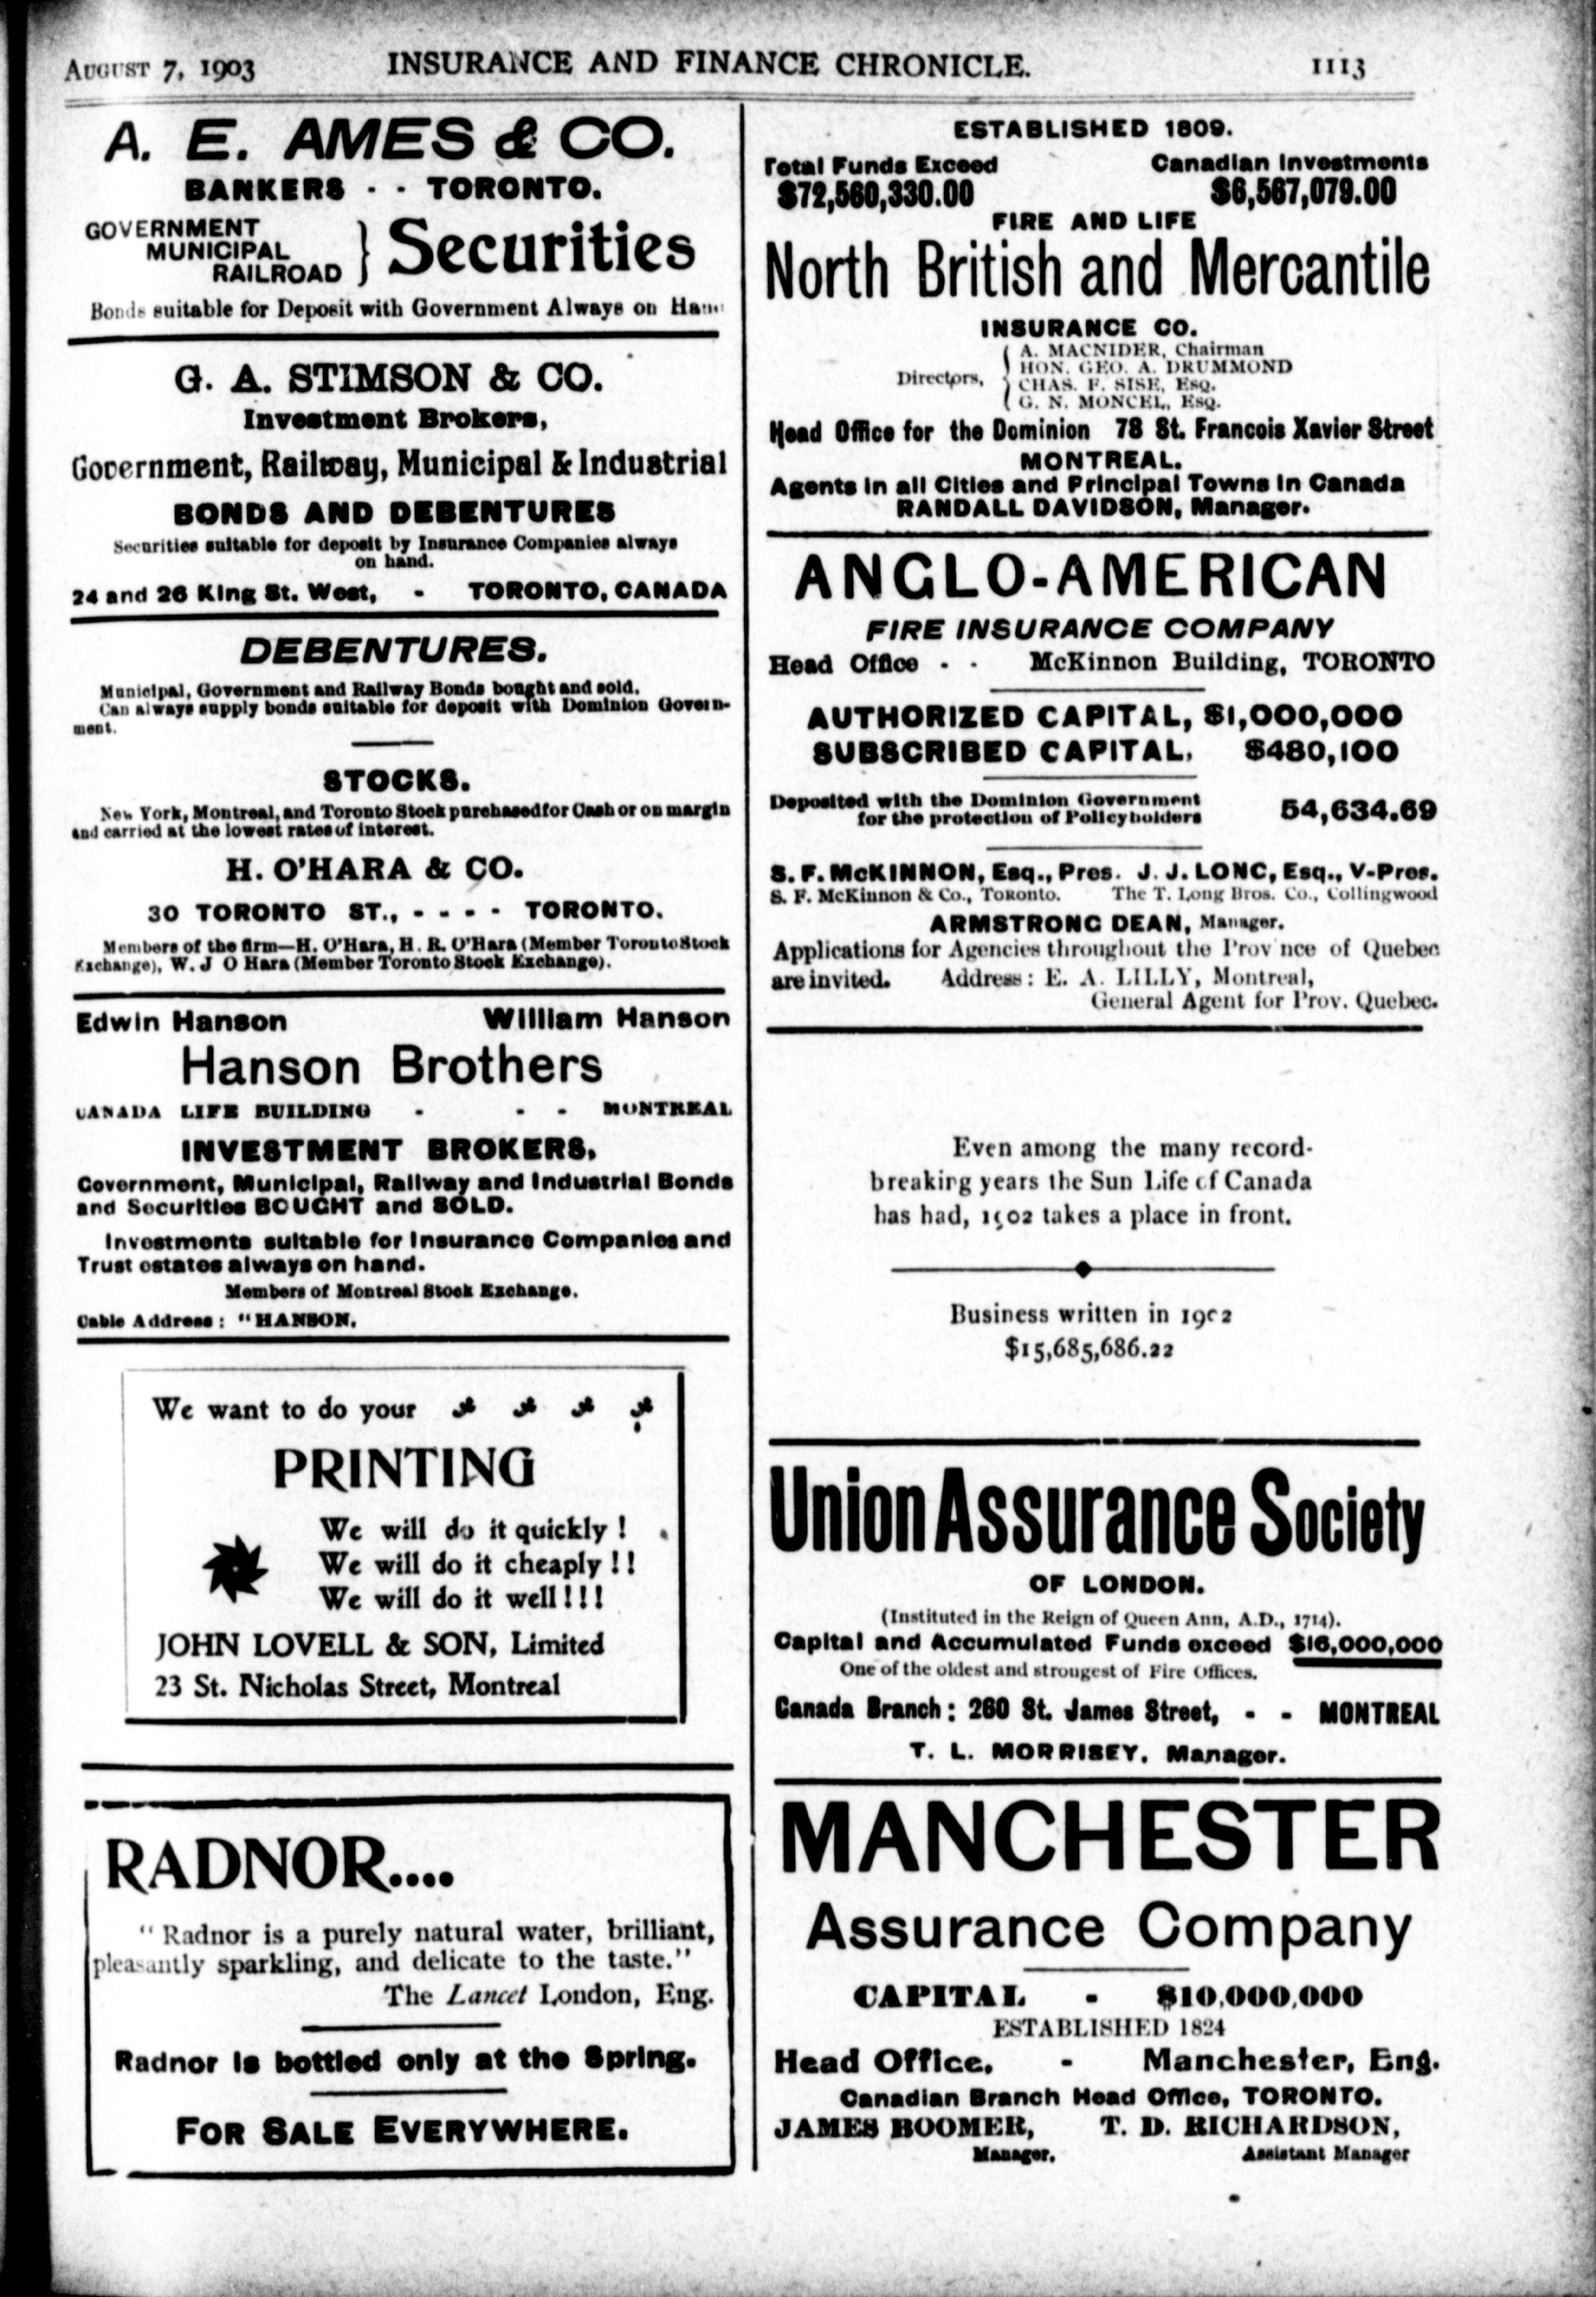 AUGUST 7, 1903 INSURANCE AND FINANCE CHRONICLE. 1113
A. E. AMES & CO.
BANKERS - - TORONTO.
GOVERNMENT
MUNICIPAL
RAILROAD } Securities
Bonds suitable for Deposit with Government Always on
G. A. STIMSON & CO.
Investment Brokers,
Government, Railway, Municipal & Industrial
BONDS AND DEBENTURES
Securities suitable for deposit by Insurance Companies always
on hand.
24 and 26 King St. West, - TORONTO, CANADA
DEBENTURES.
Municipal, Government and Railway Bonds bought and sold.
Can always supply bonds suitable for deposit with Dominion Govern-
ment.
STOCKS.
New York, Montreal, and Toronto Stock purchased for Cash or on margin
and carried at the lowest rates of interest.
H. O'HARA & CO.
30 TORONTO ST., - - - - TORONTO.
Members of the firm—H. O'Hara, H. R. O'Hara (Member Toronto Stock
Exchange), W. J O Hara (Member Toronto Stock Exchange).
Edwin Hanson William Hanson
Hanson Brothers
CANADA LIFE BUILDING - - - MONTREAL
INVESTMENT BROKERS,
Government, Municipal, Railway and Industrial Bonds
and Securities BOUGHT and SOLD.
Investments suitable for Insurance Companies and
Trust estates always on hand.
Members of Montreal Stock Exchange.
Cable Address : "HANSON.
We want to do your
PRINTING
We will do it quickly !
We will do it cheaply ! !
We will do it well ! ! !
JOHN LOVELL & SON, Limited
23 St. Nicholas Street, Montreal
RADNOR....
" Radnor is a purely natural water, brilliant,
pleasantly sparkling, and delicate to the taste."
The Lancet London, Eng.
Radnor is bottled only at the Spring.
FOR SALE EVERYWHERE.
ESTABLISHED 1809.
Total Funds Exceed Canadian Investments
$72,560,330.00 $6,567,079.00
FIRE AND LIFE
North British and Mercantile
INSURANCE CO.
Directors, { A. MACNIDER, Chairman
HON. GEO. A. DRUMMOND
CHAS. F. SISE, ESQ.
G. N. MONCEL, ESQ.
Head Office for the Dominion 78 St. Francois Xavier Street
MONTREAL.
Agents in all Cities and Principal Towns in Canada
RANDALL DAVIDSON, Manager.
ANGLO-AMERICAN
FIRE INSURANCE COMPANY
Head Office - - McKinnon Building, TORONTO
AUTHORIZED CAPITAL, $1,000,000
SUBSCRIBED CAPITAL, $480,100
Deposited with the Dominion Government
for the protection of Policyholders 54,634.69
S. F. McKINNON, Esq., Pres. J. J. LONG, Esq., V-Pres.
S. F. McKinnon & Co., Toronto. The T. Long Bros. Co., Collingwood
ARMSTRONG DEAN, Manager.
Applications for Agencies throughout the Prov nce of Quebec
are invited. Address : E. A. LILLY, Montreal,
General Agent for Prov. Quebec.
Even among the many record-
breaking years the Sun Life of Canada
has had, 1902 takes a place in front.
Business written in 1902
$15,685,686.22
Union Assurance Society
OF LONDON.
(Instituted in the Reign of Queen Ann, A.D., 1714).
Capital and Accumulated Funds exceed $16,000,000
One of the oldest and strongest of Fire Offices.
Canada Branch : 260 St. James Street, - - MONTREAL
T. L. MORRISEY, Manager.
MANCHESTER
Assurance Company
CAPITAL - $10,000,000
ESTABLISHED 1824
Head Office, - Manchester, Eng.
Canadian Branch Head Office, TORONTO.
JAMES BOOMER, T. D. RICHARDSON,
Manager. Assistant Manager